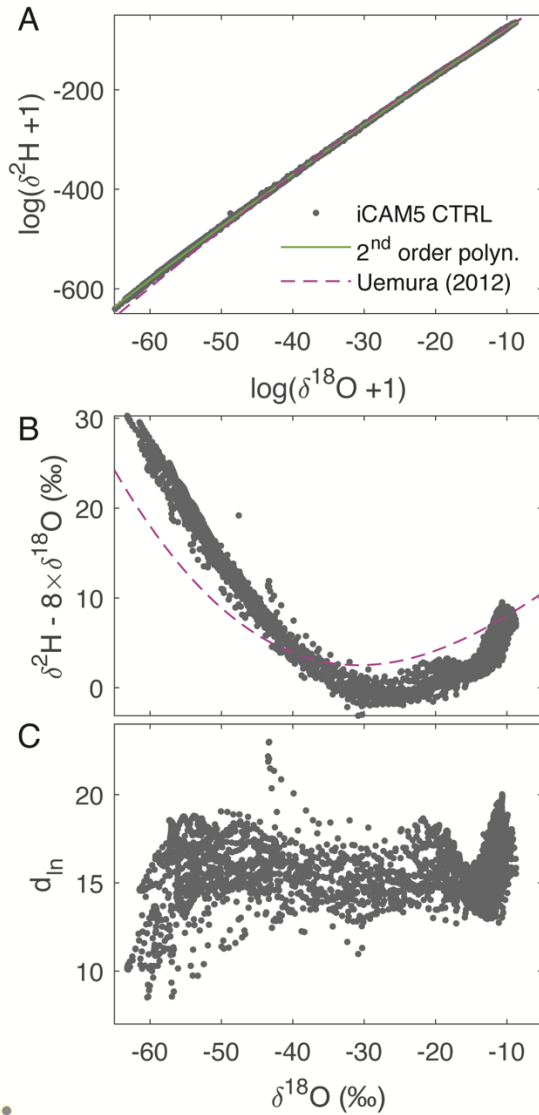 A
log(δ²H +1)
-200
-400
-600
iCAM5 CTRL
2ⁿᵈ order polyn.
Uemura (2012)
-60 -50 -40 -30 -20 -10
log(δ¹⁸O +1)
B
δ²H - 8×δ¹⁸O (‰)
30
20
10
0
C
d_ln
20
15
10
-60 -50 -40 -30 -20 -10
δ¹⁸O (‰)